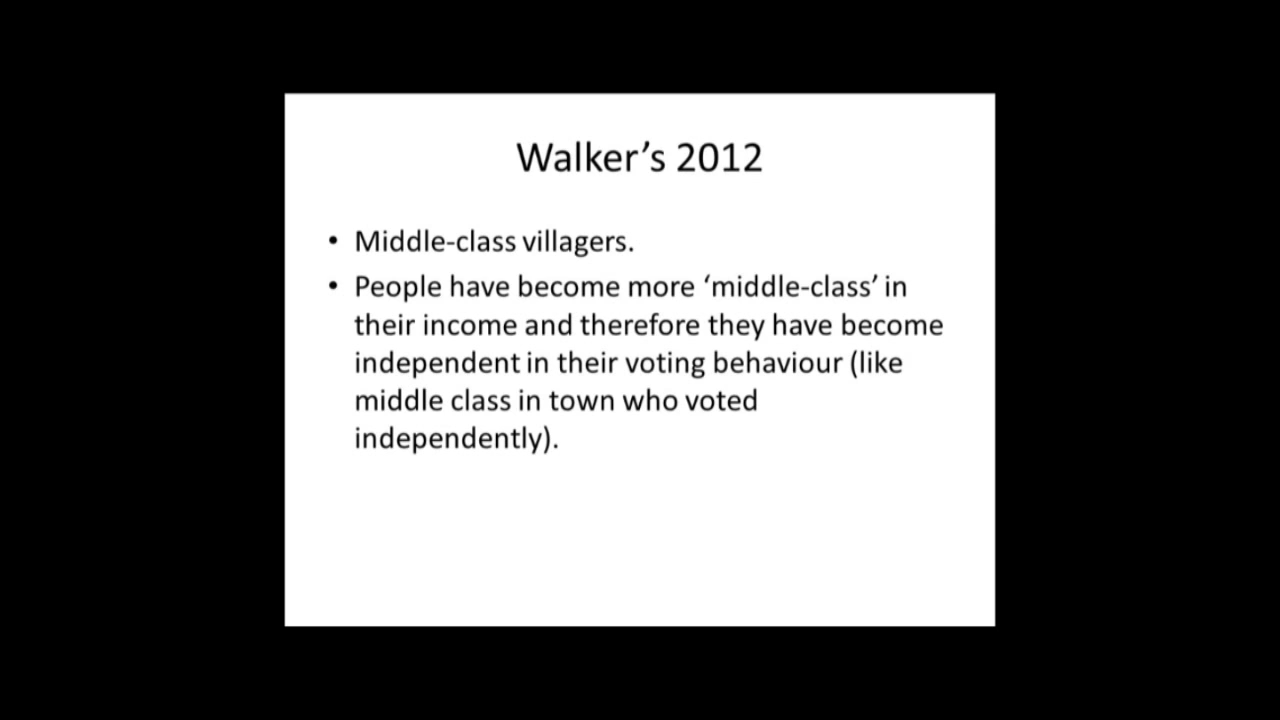 Walker’s 2012
• Middle-class villagers.
• People have become more ‘middle-class’ in
their income and therefore they have become
independent in their voting behaviour (like
middle class in town who voted
independently).